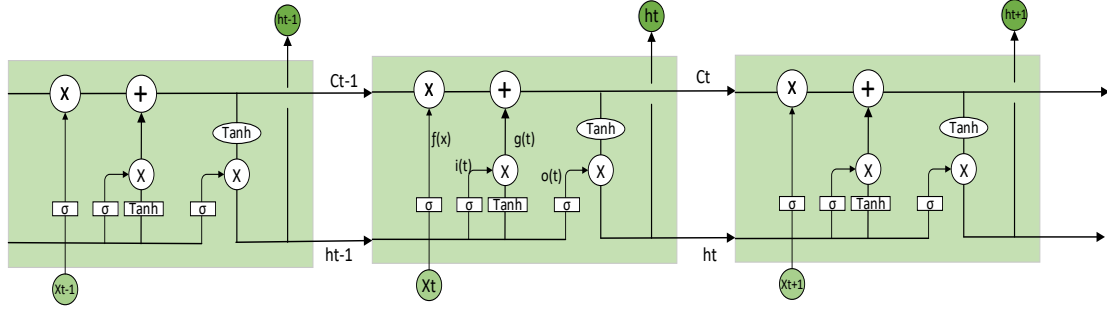 ht-1
ht
ht+1
Ct-1
Ct
X
+
X
+
X
+
Tanh
ƒ(x)
g(t)
Tanh
Tanh
X
X
i(t)
X
o(t)
X
X
X
σ
σ
Tanh
σ
σ
σ
Tanh
σ
σ
σ
Tanh
σ
ht-1
ht
Xt-1
Xt
Xt+1